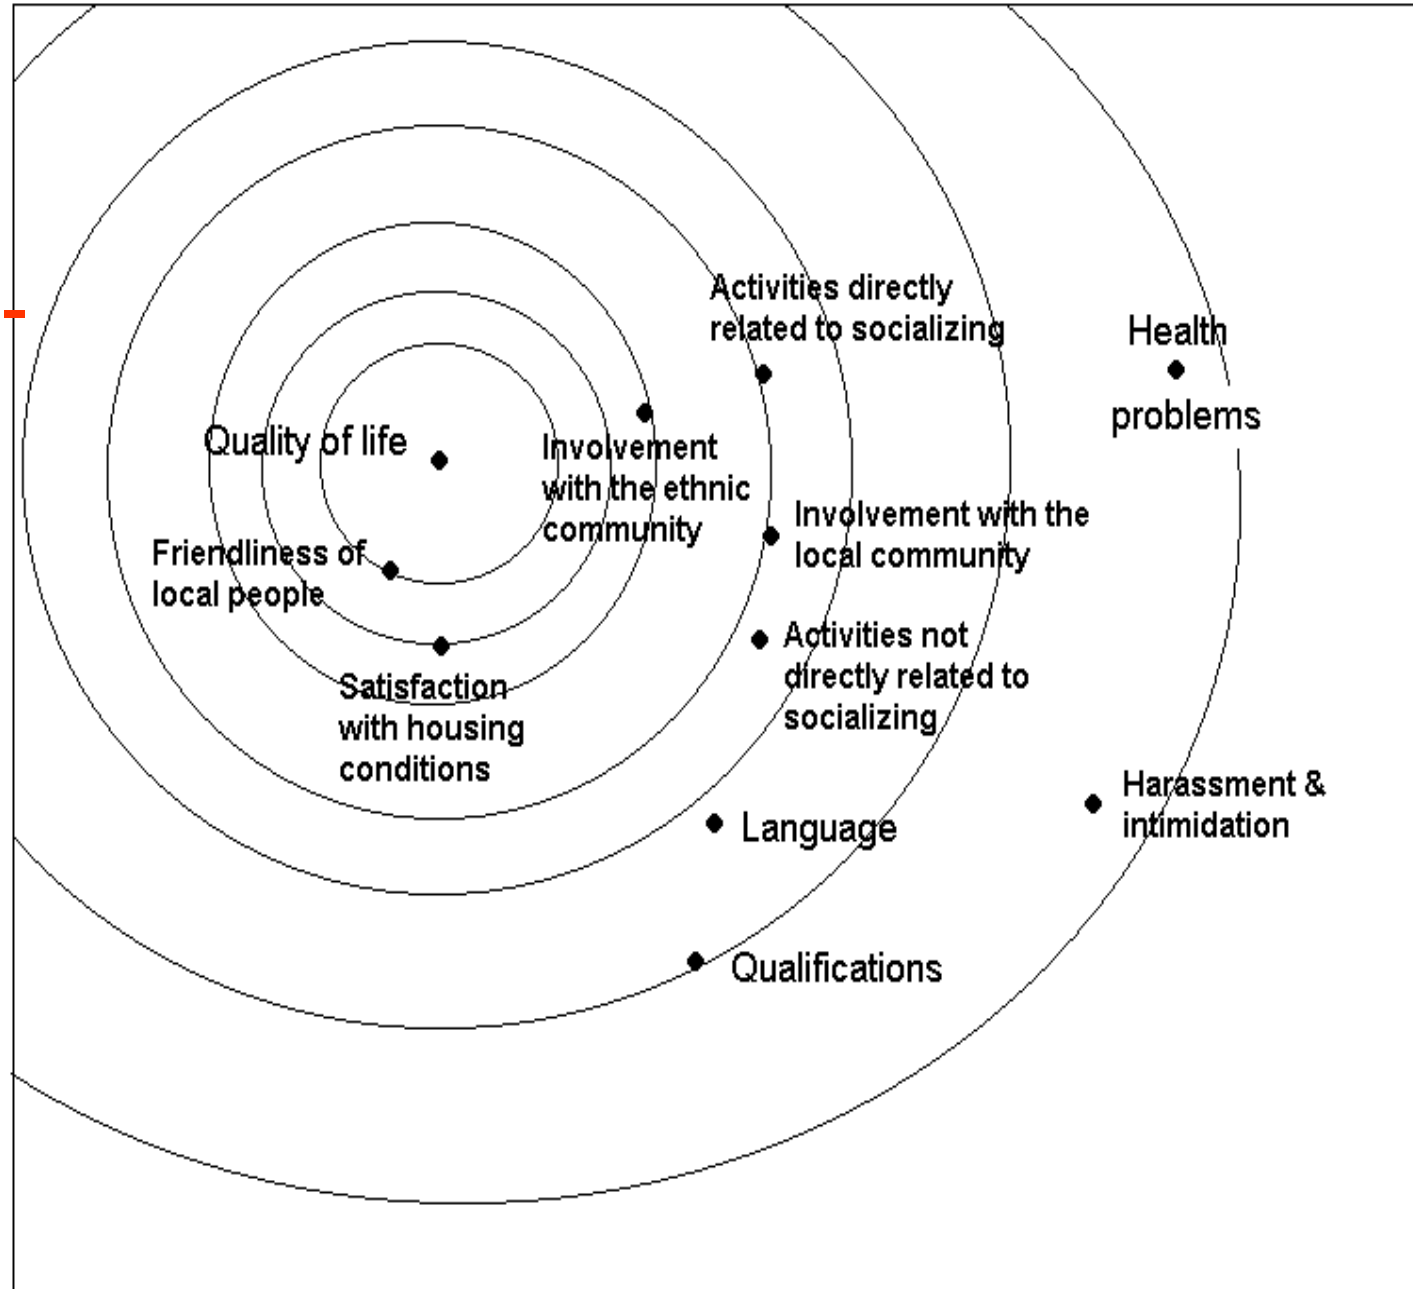 Activities directly
related to socializing
Health
problems
Quality of life
Involvement
with the ethnic
community
Involvement with the
local community
Friendliness of
local people
Activities not
directly related to
socializing
Satisfaction
with housing
conditions
Harassment &
intimidation
Language
Qualifications